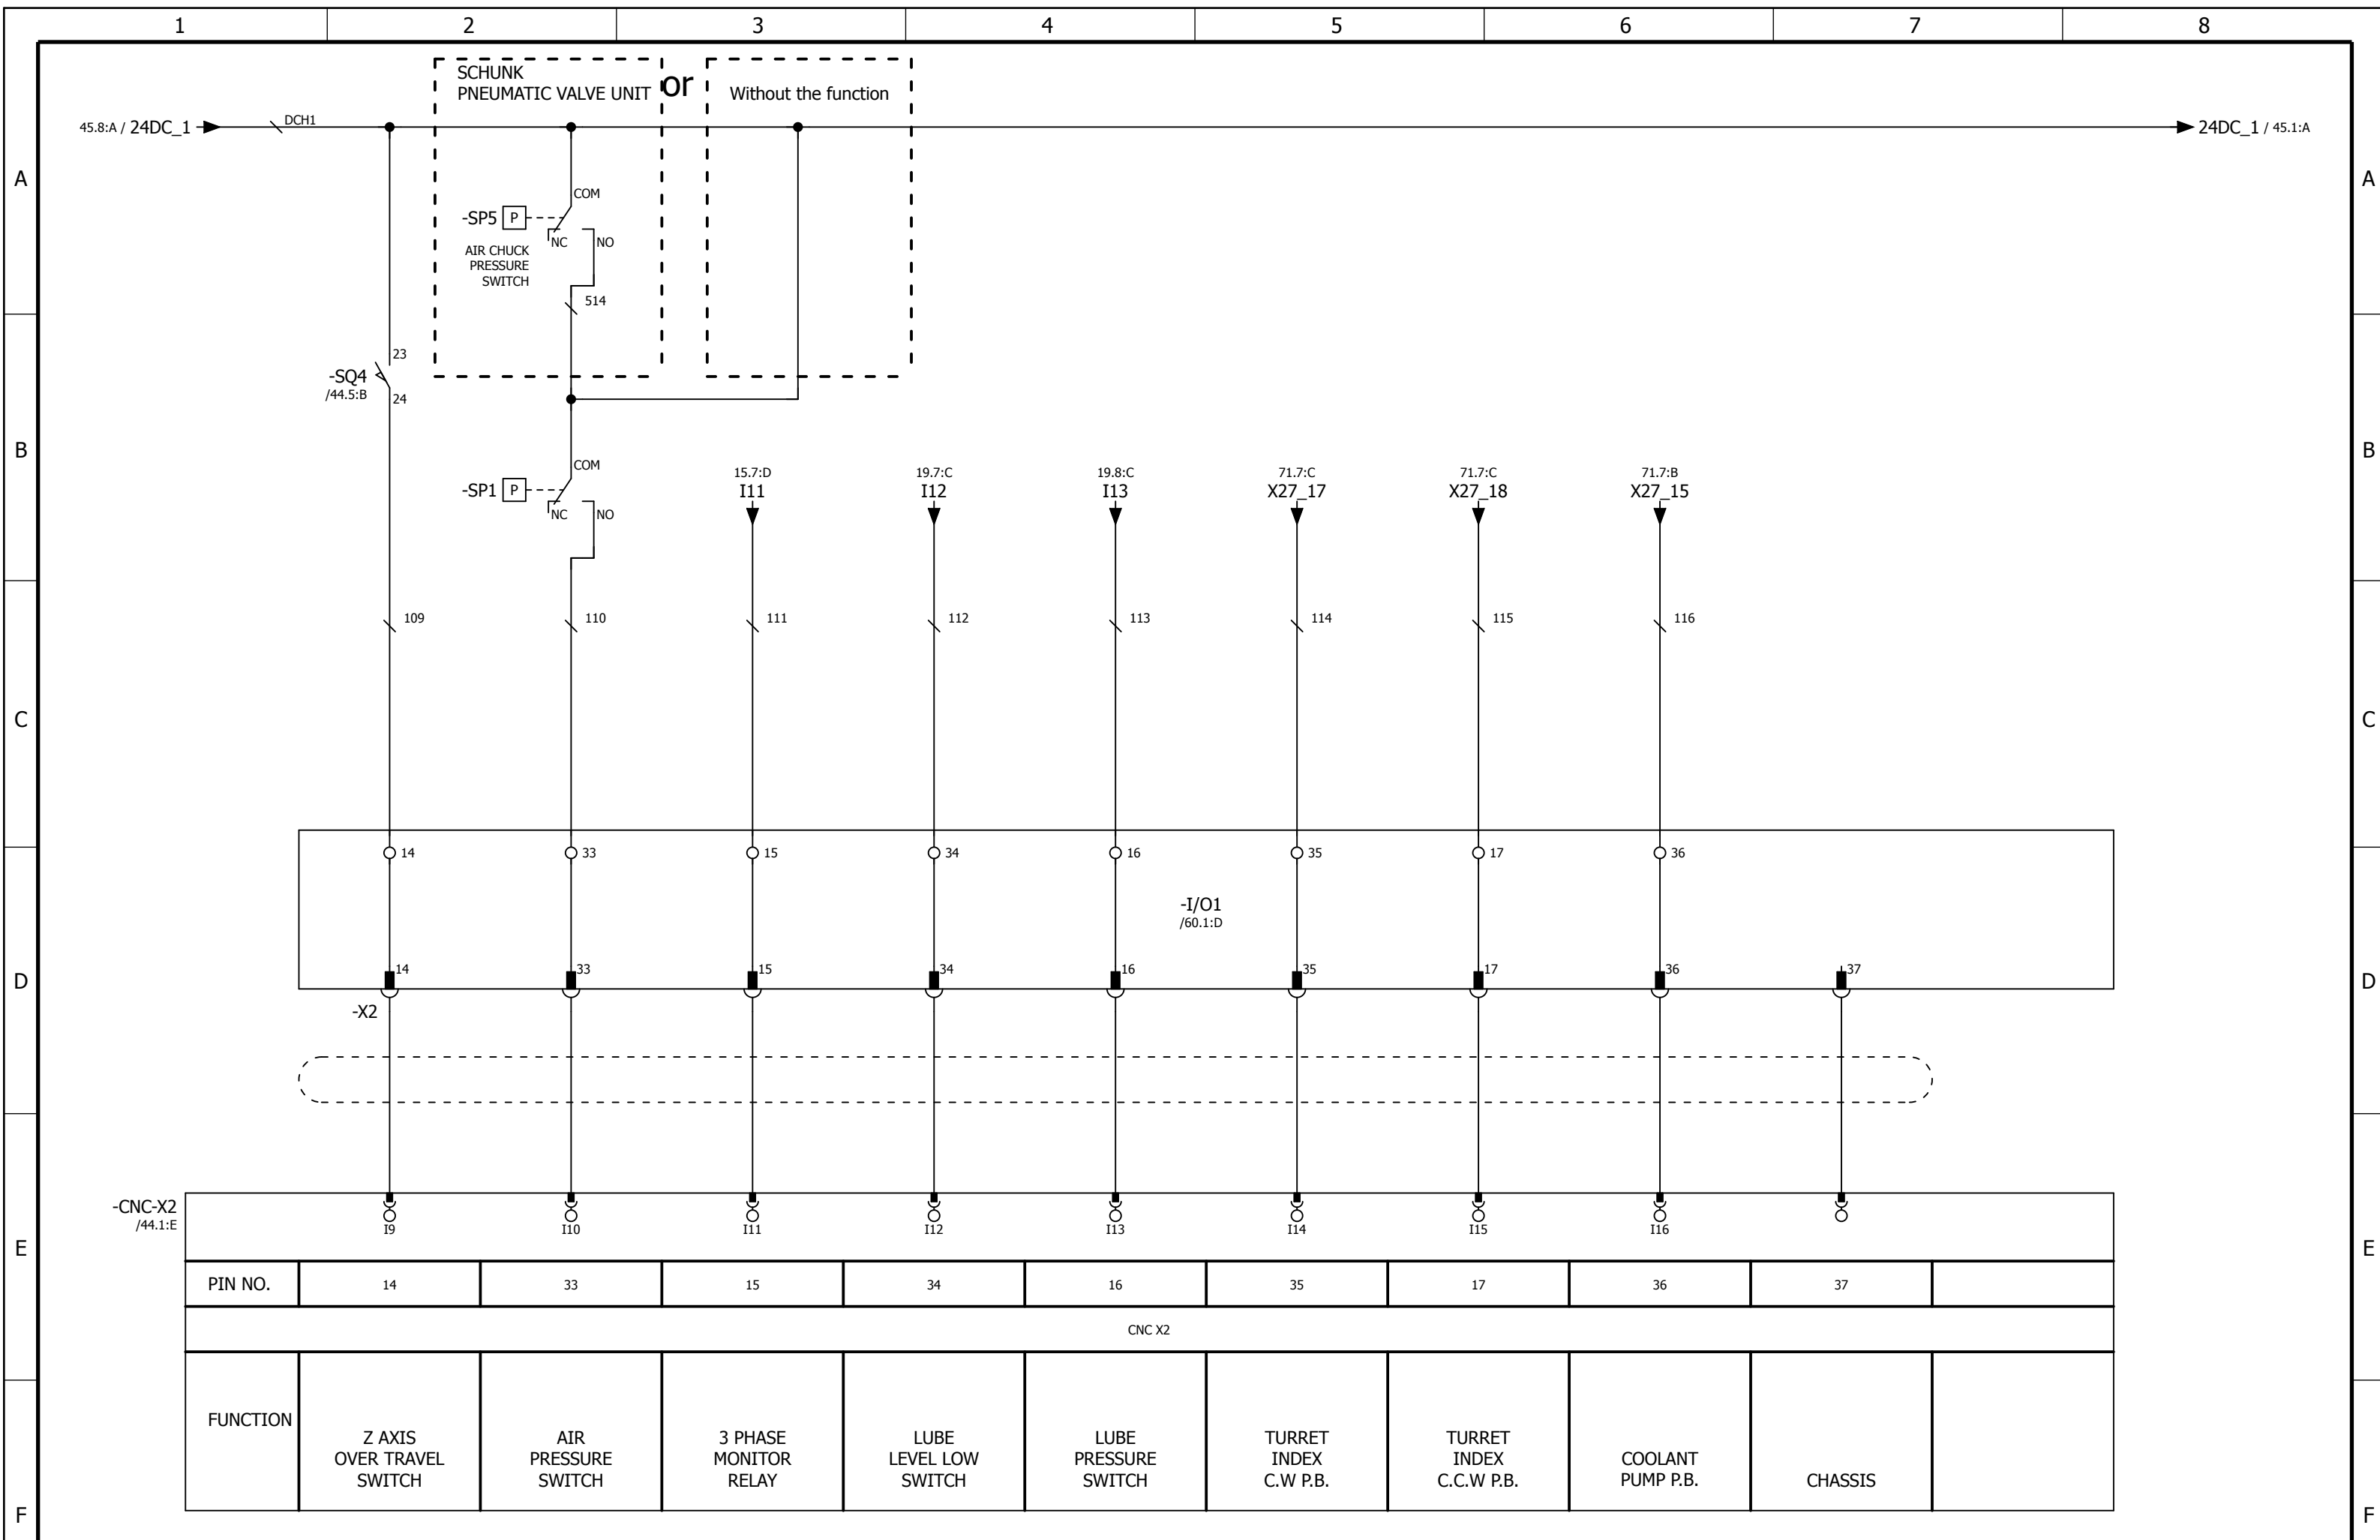 1 2 3 4 5 6 7 8
SCHUNK
PNEUMATIC VALVE UNIT
or
Without the function
45.8:A / 24DC_1
DCH1
24DC_1 / 45.1:A
A A
COM
-SP5 P
NC NO
AIR CHUCK
PRESSURE
SWITCH
514
23
-SQ4
/44.5:B
24
B B
COM
-SP1 P
NC NO
15.7:D 19.7:C 19.8:C 71.7:C 71.7:C 71.7:B
I11 I12 I13 X27_17 X27_18 X27_15
109 110 111 112 113 114 115 116
C C
14 33 15 34 16 35 17 36
-I/O1
/60.1:D
14 33 15 34 16 35 17 36 37
D D
-X2
-CNC-X2
/44.1:E
I9 I10 I11 I12 I13 I14 I15 I16
E E
PIN NO. 14 33 15 34 16 35 17 36 37
CNC X2
FUNCTION
Z AXIS
OVER TRAVEL
SWITCH
AIR
PRESSURE
SWITCH
3 PHASE
MONITOR
RELAY
LUBE
LEVEL LOW
SWITCH
LUBE
PRESSURE
SWITCH
TURRET
INDEX
C.W P.B.
TURRET
INDEX
C.C.W P.B.
COOLANT
PUMP P.B.
CHASSIS
F F